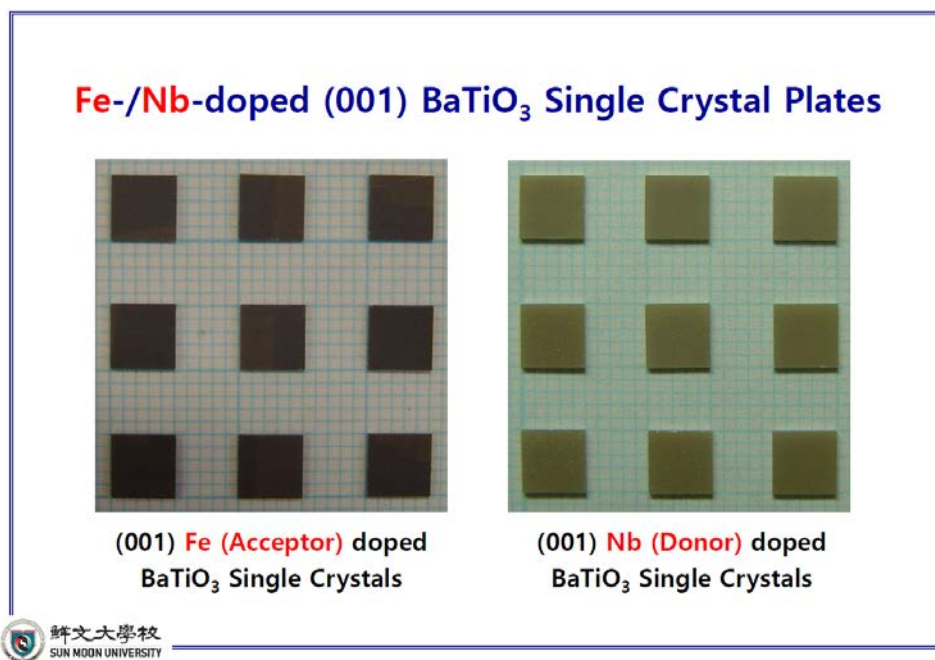 Fe-/Nb-doped (001) BaTiO₃ Single Crystal Plates
(001) Fe (Acceptor) doped
BaTiO₃ Single Crystals
(001) Nb (Donor) doped
BaTiO₃ Single Crystals
鮮文大學校
SUN MOON UNIVERSITY